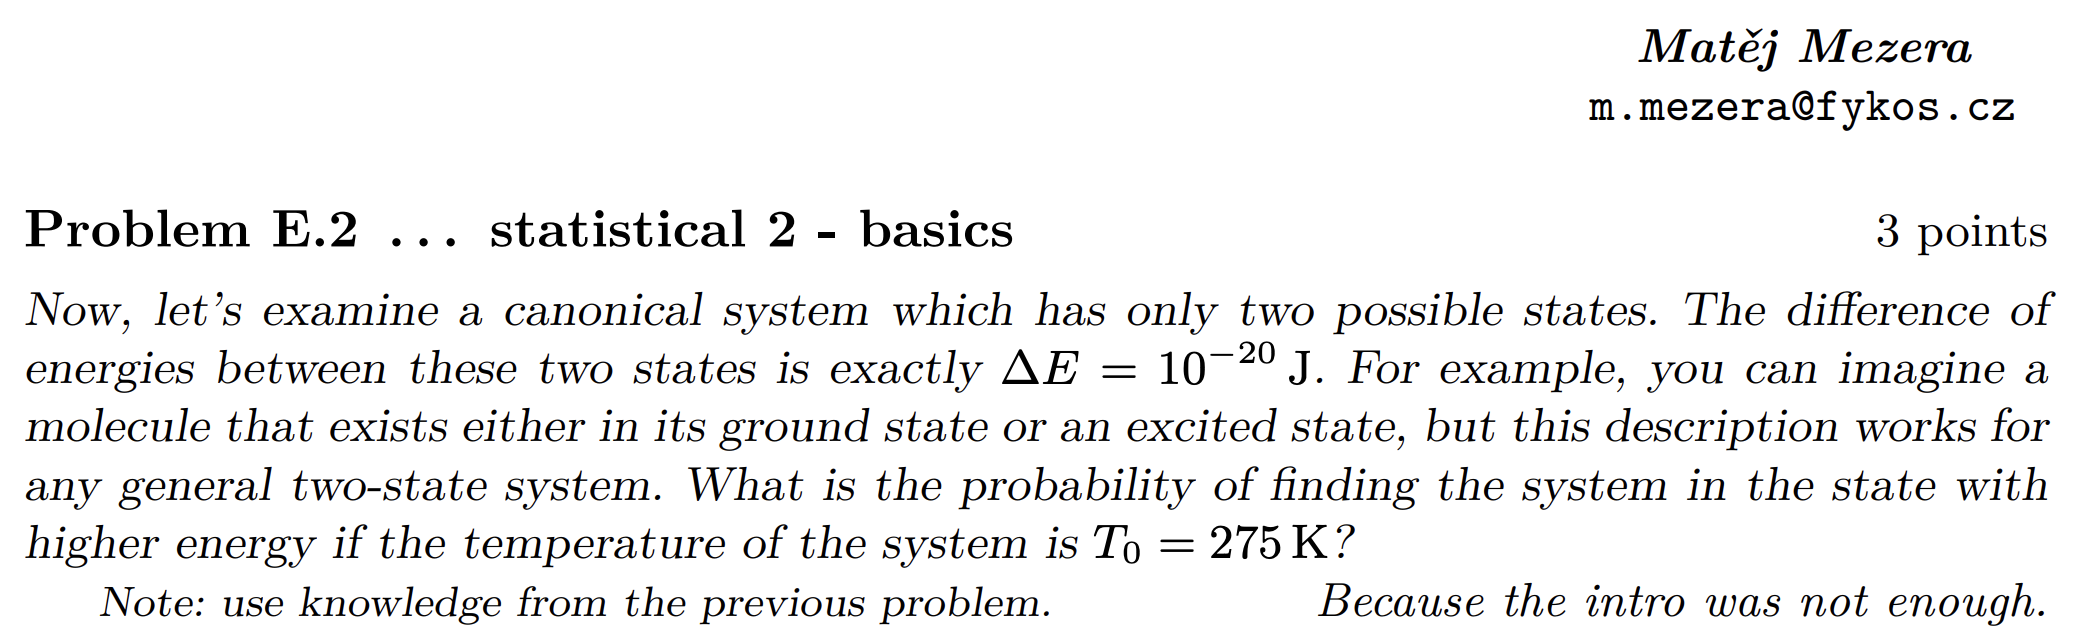 Matěj Mezera
m.mezera@fykos.cz
Problem E.2 ... statistical 2 - basics 3 points
Now, let's examine a canonical system which has only two possible states. The difference of
energies between these two states is exactly ΔE = 10⁻²⁰ J. For example, you can imagine a
molecule that exists either in its ground state or an excited state, but this description works for
any general two-state system. What is the probability of finding the system in the state with
higher energy if the temperature of the system is T₀ = 275 K?
Note: use knowledge from the previous problem. Because the intro was not enough.